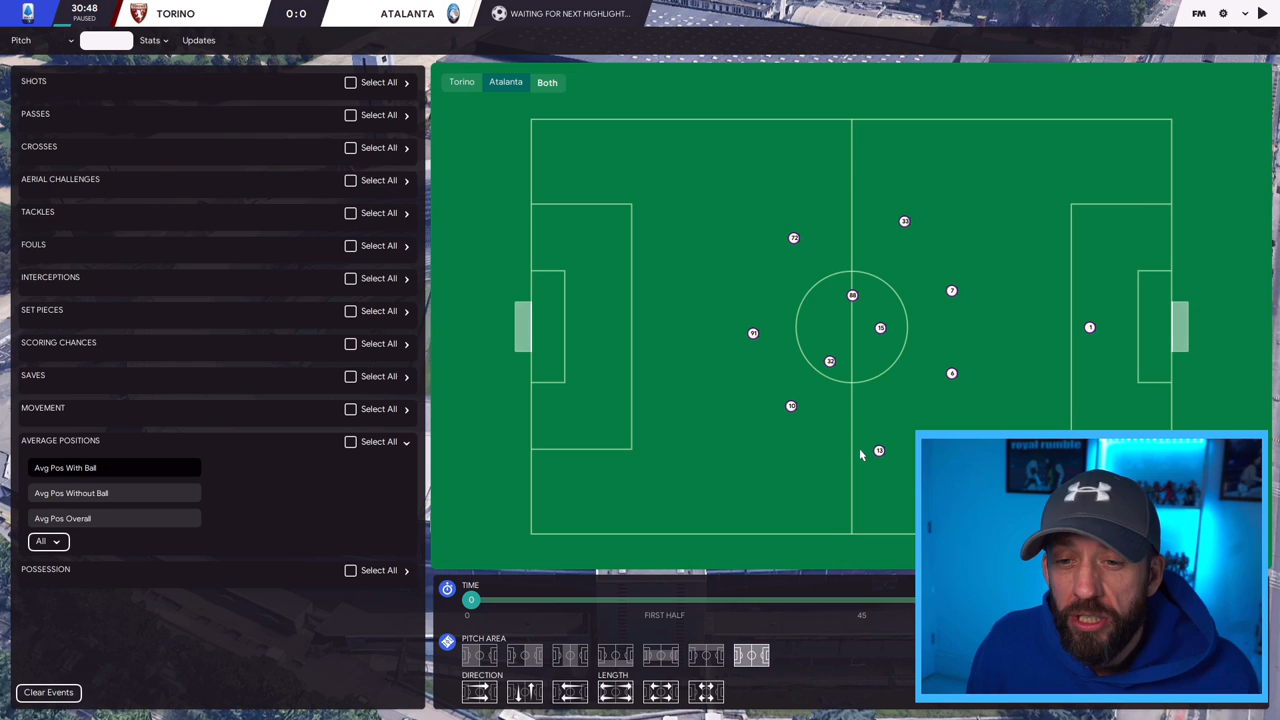 30:48
PAUSED
TORINO
0:0
ATALANTA
WAITING FOR NEXT HIGHLIGHT...
FM
Pitch
Stats
Updates
SHOTS
Select All
PASSES
Select All
CROSSES
Select All
AERIAL CHALLENGES
Select All
TACKLES
Select All
FOULS
Select All
INTERCEPTIONS
Select All
SET PIECES
Select All
SCORING CHANCES
Select All
SAVES
Select All
MOVEMENT
Select All
AVERAGE POSITIONS
Select All
Avg Pos With Ball
Avg Pos Without Ball
Avg Pos Overall
All
POSSESSION
Select All
Clear Events
Torino
Atalanta
Both
33
72
7
88
15
1
91
32
6
10
13
royal rumble
TIME
0
0
FIRST HALF
45
PITCH AREA
DIRECTION
LENGTH